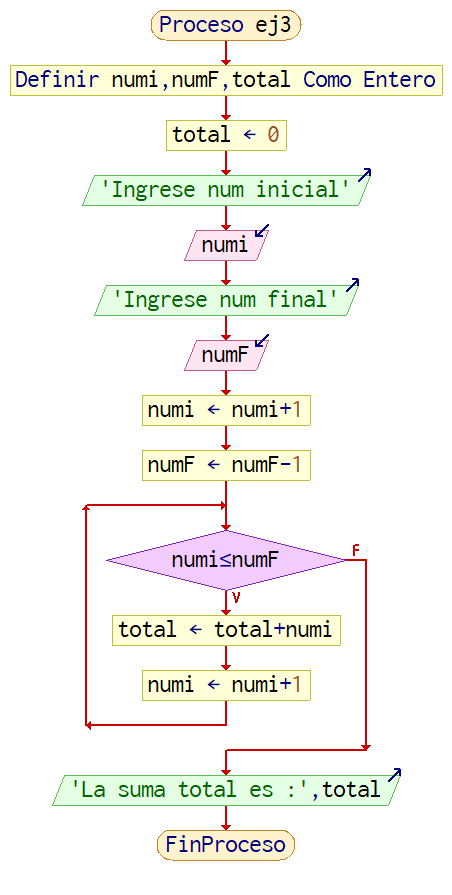 Proceso ej3
Definir numi,numF,total Como Entero
total ← 0
'Ingrese num inicial'
numi
'Ingrese num final'
numF
numi ← numi+1
numF ← numF-1
numi≤numF
F
V
total ← total+numi
numi ← numi+1
'La suma total es :',total
FinProceso